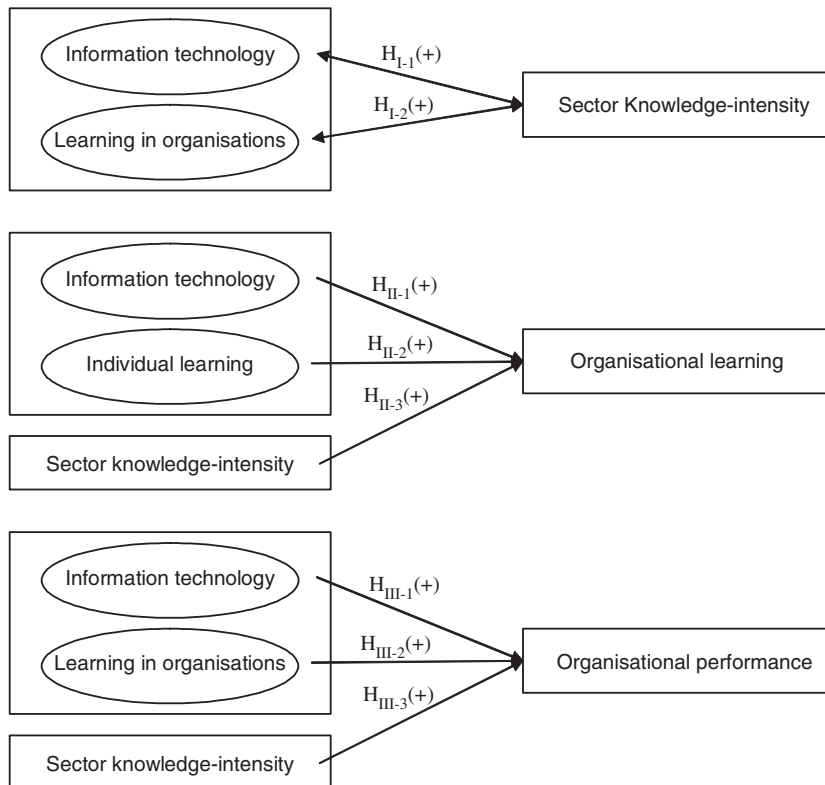 Information technology
H_I-1(+)
Learning in organisations
H_I-2(+)
Sector Knowledge-intensity
Information technology
H_II-1(+)
Individual learning
H_II-2(+)
Organisational learning
H_II-3(+)
Sector knowledge-intensity
Information technology
H_III-1(+)
Learning in organisations
H_III-2(+)
Organisational performance
H_III-3(+)
Sector knowledge-intensity